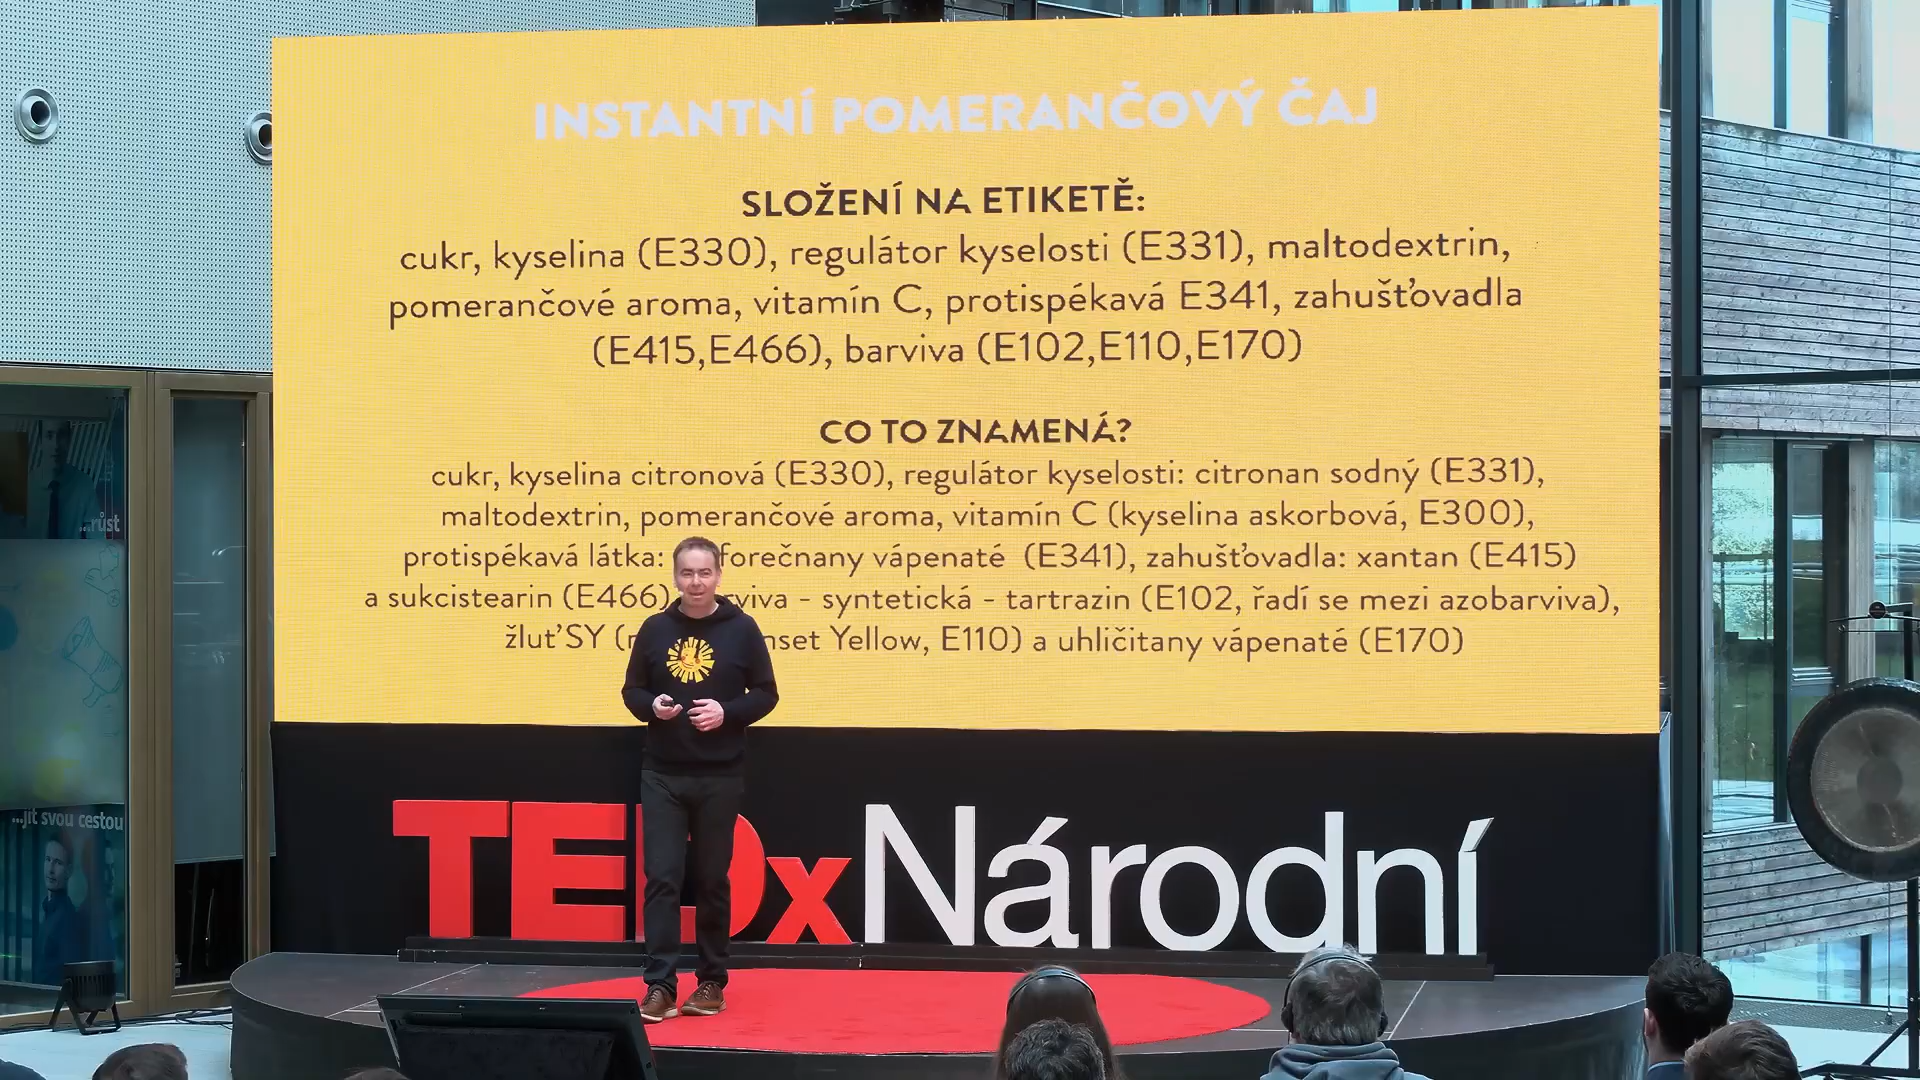 INSTANTNÍ POMERANČOVÝ ČAJ
SLOŽENÍ NA ETIKETĚ:
cukr, kyselina (E330), regulátor kyselosti (E331), maltodextrin,
pomerančové aroma, vitamín C, protispékavá E341, zahušťovadla
(E415,E466), barviva (E102,E110,E170)
CO TO ZNAMENÁ?
cukr, kyselina citronová (E330), regulátor kyselosti: citronan sodný (E331),
maltodextrin, pomerančové aroma, vitamín C (kyselina askorbová, E300),
protispékavá látka: forečnany vápenaté (E341), zahušťovadla: xantan (E415)
a sukcistearin (E466) rviva - syntetická - tartrazin (E102, řadí se mezi azobarviva),
žluť SY ( nset Yellow, E110) a uhličitany vápenaté (E170)
...růst
...jít svou cestou
TEDxNárodní